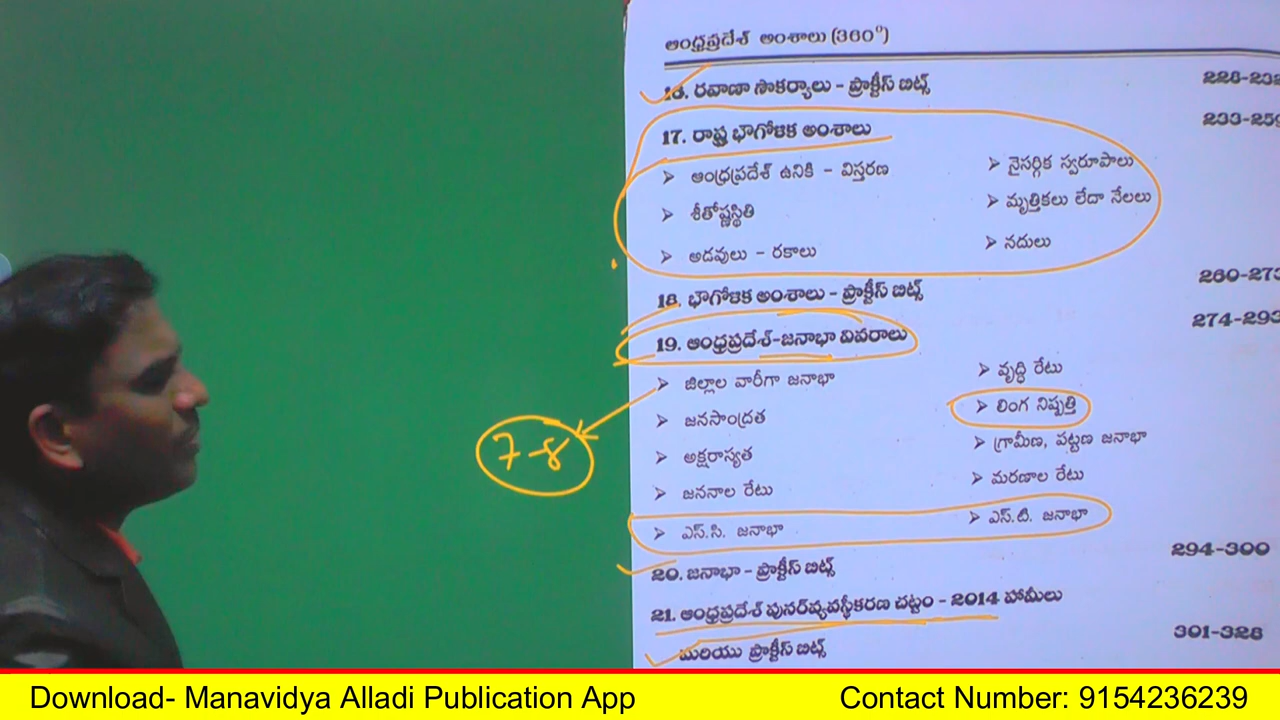 ఆంధ్రప్రదేశ్ అంశాలు (360°)
16. రవాణా సౌకర్యాలు - ప్రాక్టీస్ బిట్స్ 228-232
17. రాష్ట్ర భౌగోళిక అంశాలు 233-259
➢ ఆంధ్రప్రదేశ్ ఉనికి - విస్తరణ ➢ నైసర్గిక స్వరూపాలు
➢ శీతోష్ణస్థితి ➢ మృత్తికలు లేదా నేలలు
➢ అడవులు - రకాలు ➢ నదులు
18. భౌగోళిక అంశాలు - ప్రాక్టీస్ బిట్స్ 260-273
19. ఆంధ్రప్రదేశ్-జనాభా వివరాలు 274-293
➢ జిల్లాల వారీగా జనాభా ➢ వృద్ధి రేటు
➢ జనసాంద్రత ➢ లింగ నిష్పత్తి
7-8
➢ అక్షరాస్యత ➢ గ్రామీణ, పట్టణ జనాభా
➢ జననాల రేటు ➢ మరణాల రేటు
➢ ఎస్.సి. జనాభా ➢ ఎస్.టి. జనాభా
20. జనాభా - ప్రాక్టీస్ బిట్స్ 294-300
21. ఆంధ్రప్రదేశ్ పునర్‌వ్యవస్థీకరణ చట్టం - 2014 హామీలు
మరియు ప్రాక్టీస్ బిట్స్ 301-328
Download- Manavidya Alladi Publication App Contact Number: 9154236239